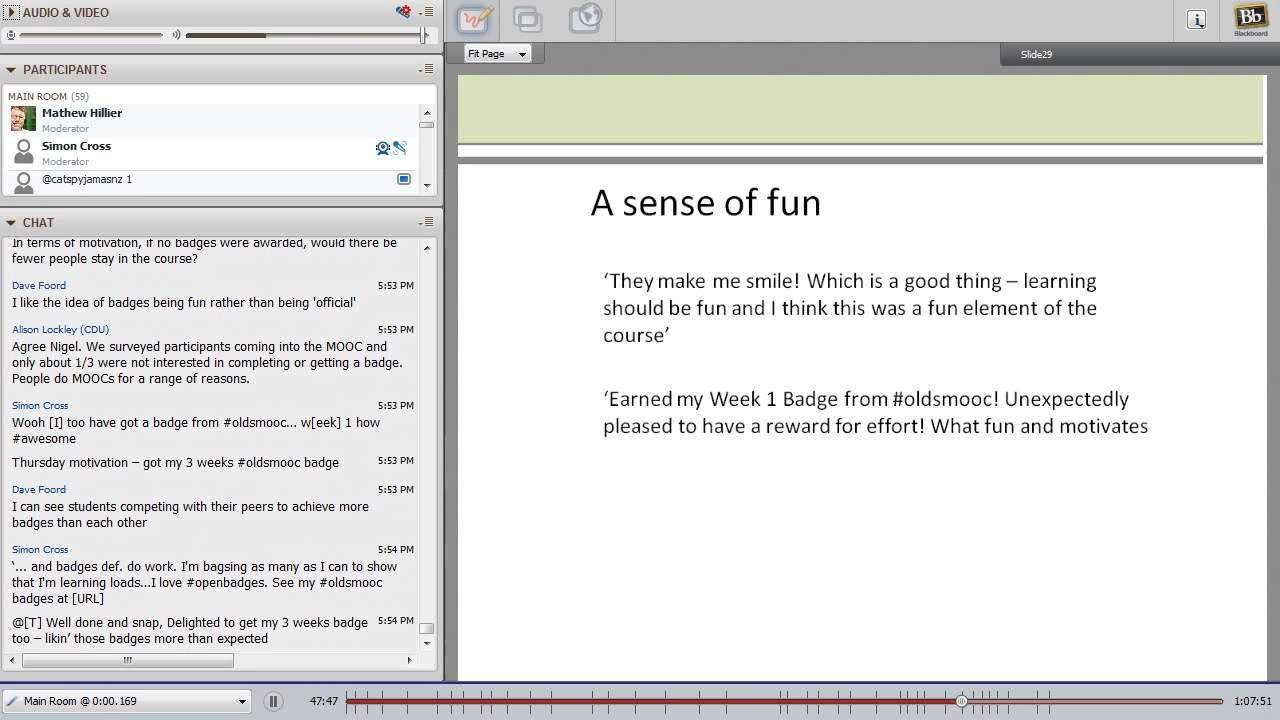 AUDIO & VIDEO
PARTICIPANTS
MAIN ROOM (59)
Mathew Hillier
Moderator
Simon Cross
Moderator
@catspyjamasnz 1
CHAT
In terms of motivation, if no badges were awarded, would there be
fewer people stay in the course?
Dave Foord 5:53 PM
I like the idea of badges being fun rather than being 'official'
Alison Lockley (CDU) 5:53 PM
Agree Nigel. We surveyed participants coming into the MOOC and
only about 1/3 were not interested in completing or getting a badge.
People do MOOCs for a range of reasons.
Simon Cross 5:53 PM
Wooh [I] too have got a badge from #oldsmooc... w[eek] 1 how
#awesome
Thursday motivation – got my 3 weeks #oldsmooc badge 5:53 PM
Dave Foord 5:53 PM
I can see students competing with their peers to achieve more
badges than each other
Simon Cross 5:54 PM
'... and badges def. do work. I'm bagsing as many as I can to show
that I'm learning loads...I love #openbadges. See my #oldsmooc
badges at [URL]
@[T] Well done and snap, Delighted to get my 3 weeks badge 5:54 PM
too – likin' those badges more than expected
Main Room @ 0:00.169
47:47
1:07:51
Fit Page
Slide29
Bb
Blackboard
A sense of fun
‘They make me smile! Which is a good thing – learning
should be fun and I think this was a fun element of the
course’
‘Earned my Week 1 Badge from #oldsmooc! Unexpectedly
pleased to have a reward for effort! What fun and motivates